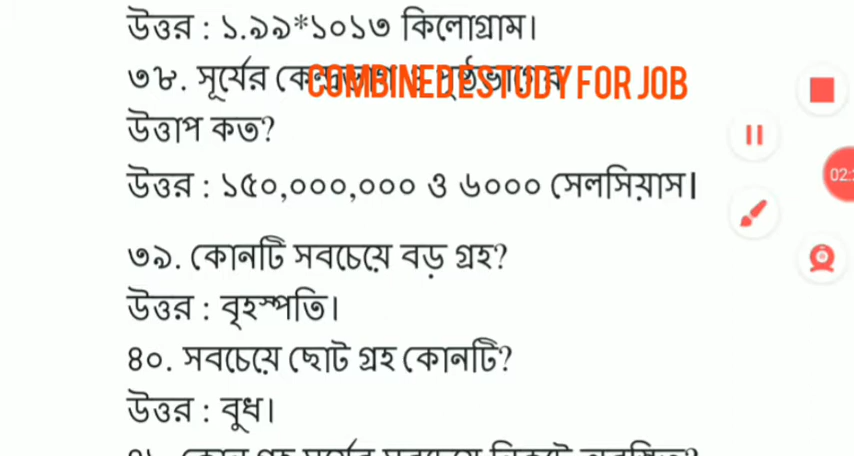 উত্তর : ১.৯৯*১০১৩ কিলোগ্রাম।
৩৮. সূর্যের
COMBINED ESTUDY FOR JOB
উত্তাপ কত?
উত্তর : ১৫০,০০০,০০০ ও ৬০০০ সেলসিয়াস।
৩৯. কোনটি সবচেয়ে বড় গ্রহ?
উত্তর : বৃহস্পতি।
৪০. সবচেয়ে ছোট গ্রহ কোনটি?
উত্তর : বুধ।